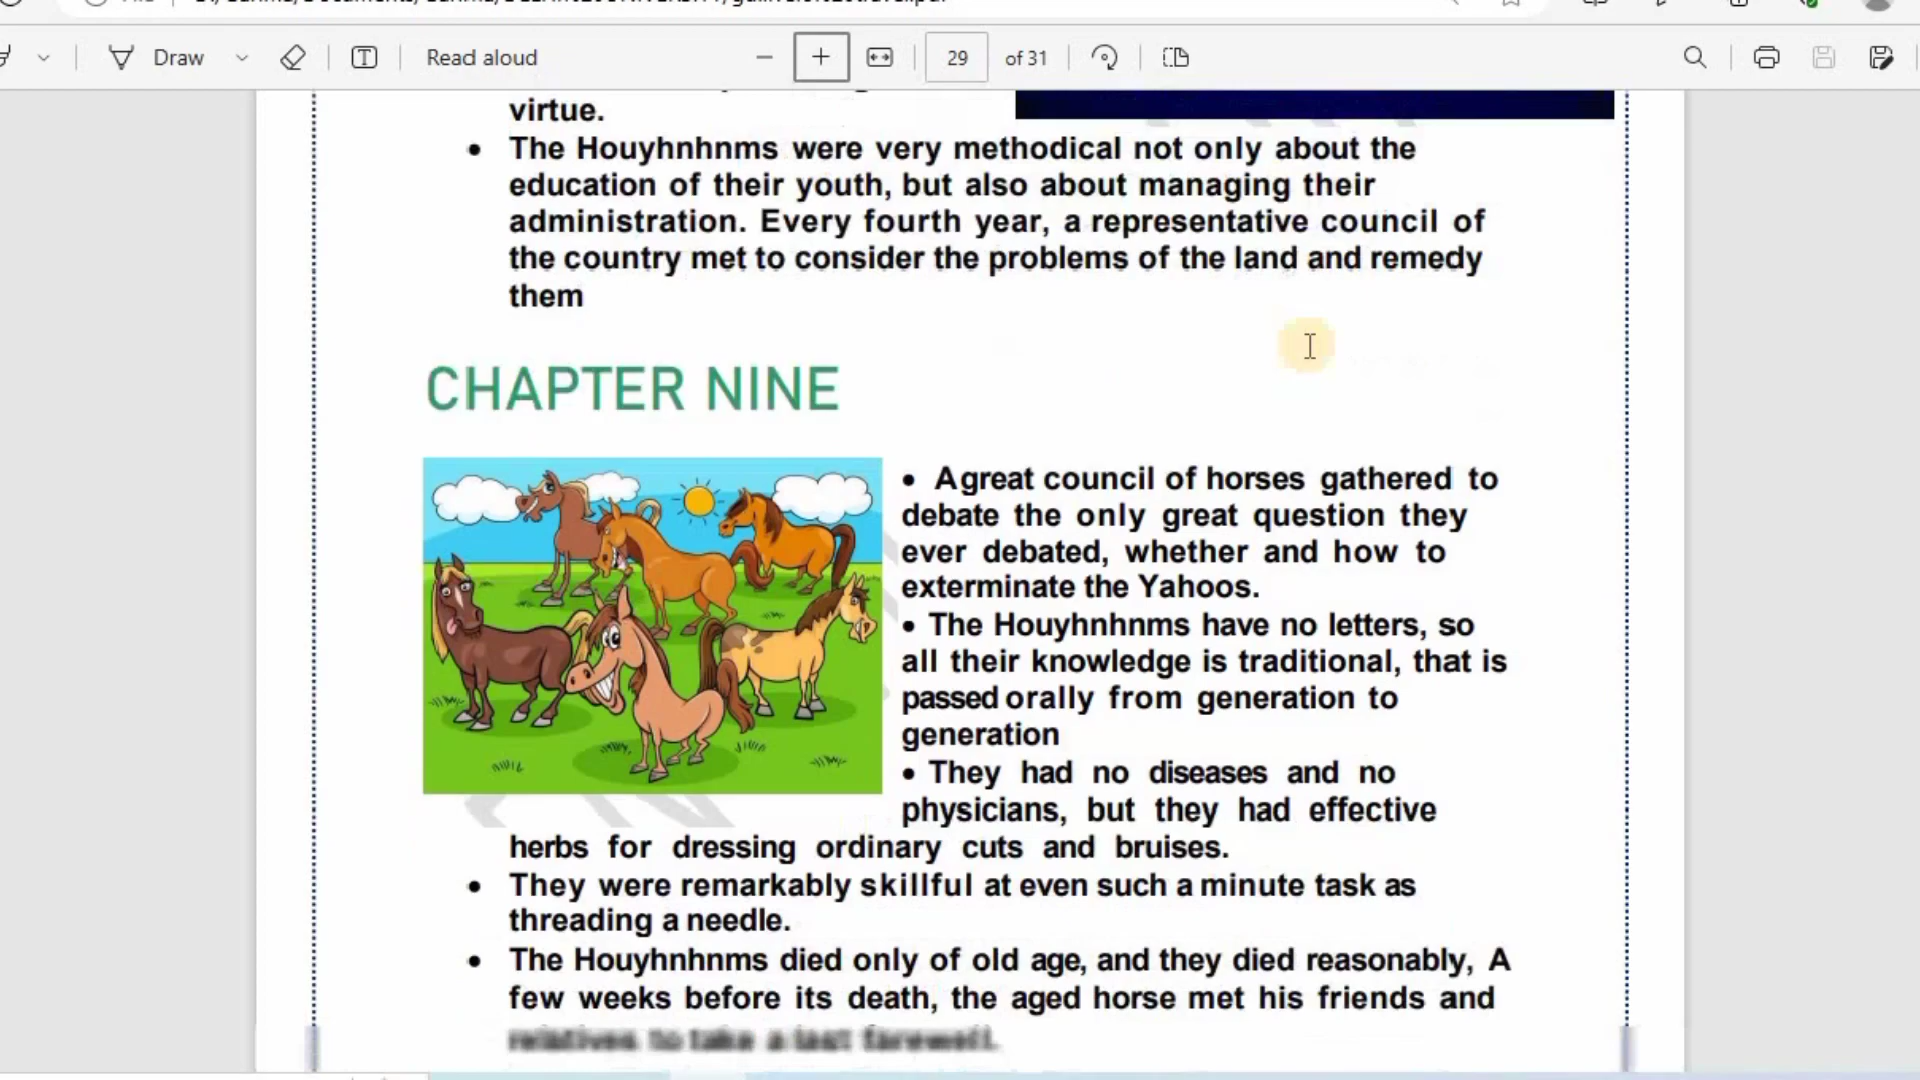 Draw
Read aloud
29
of 31
virtue.
• The Houyhnhnms were very methodical not only about the
education of their youth, but also about managing their
administration. Every fourth year, a representative council of
the country met to consider the problems of the land and remedy
them
CHAPTER NINE
• A great council of horses gathered to
debate the only great question they
ever debated, whether and how to
exterminate the Yahoos.
• The Houyhnhnms have no letters, so
all their knowledge is traditional, that is
passed orally from generation to
generation
• They had no diseases and no
physicians, but they had effective
herbs for dressing ordinary cuts and bruises.
• They were remarkably skillful at even such a minute task as
threading a needle.
• The Houyhnhnms died only of old age, and they died reasonably, A
few weeks before its death, the aged horse met his friends and
relatives to take a last farewell.